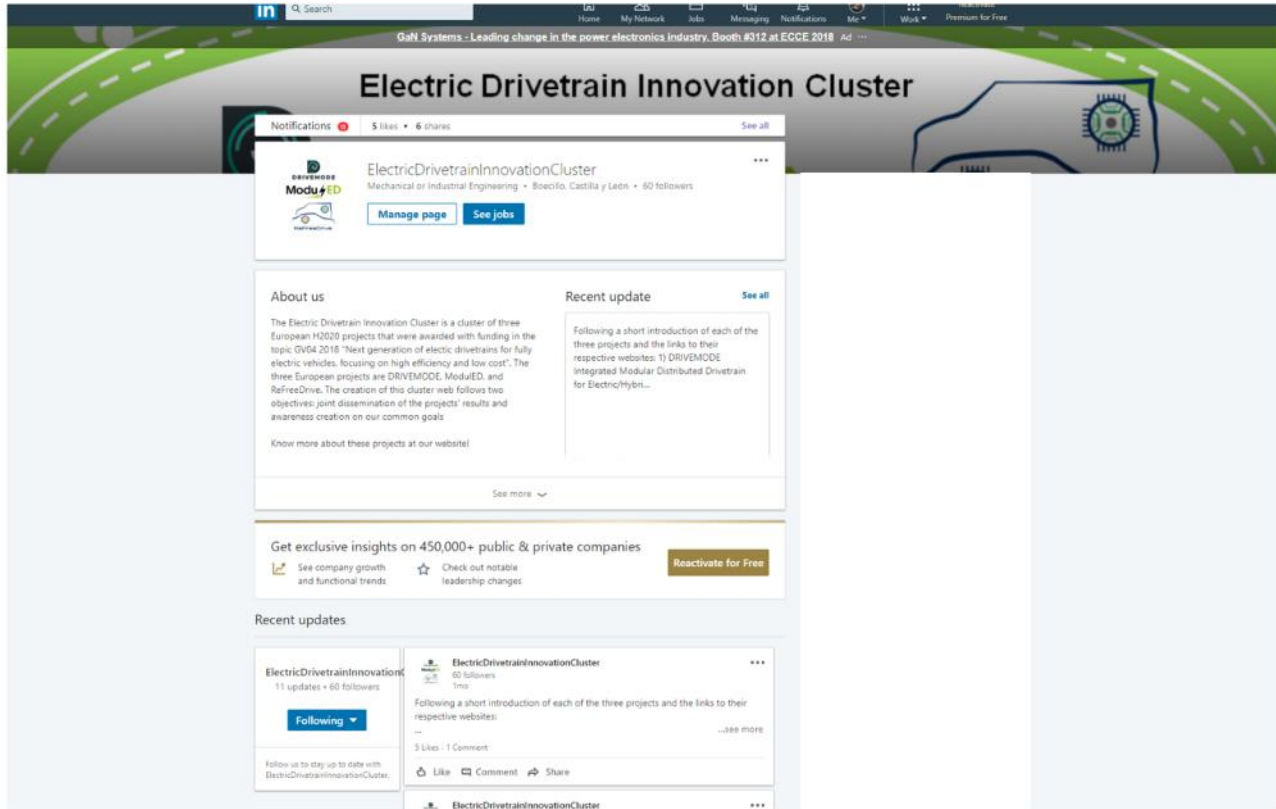 in
Search
Home My Network Jobs Messaging Notifications Me Work Premium for Free
GaN Systems - Leading change in the power electronics industry. Booth #312 at ECCE 2018 Ad ...
Electric Drivetrain Innovation Cluster
Notifications 5 likes • 6 shares See all
DRIVEMODE
ModulED
ReFreeDrive
ElectricDrivetrainInnovationCluster
Mechanical or Industrial Engineering • Boecillo, Castilla y León • 60 followers
Manage page See jobs
About us
The Electric Drivetrain Innovation Cluster is a cluster of three
European H2020 projects that were awarded with funding in the
topic GV04 2018 "Next generation of electic drivetrains for fully
electric vehicles, focusing on high efficiency and low cost". The
three European projects are DRIVEMODE, ModulED, and
ReFreeDrive. The creation of this cluster web follows two
objectives: joint dissemination of the projects' results and
awareness creation on our common goals
Know more about these projects at our website!
Recent update See all
Following a short introduction of each of the
three projects and the links to their
respective websites: 1) DRIVEMODE
Integrated Modular Distributed Drivetrain
for Electric/Hybri...
See more
Get exclusive insights on 450,000+ public & private companies
See company growth
and functional trends
Check out notable
leadership changes
Reactivate for Free
Recent updates
ElectricDrivetrainInnovationC
11 updates • 60 followers
Following
Follow us to stay up to date with
ElectricDrivetrainInnovationCluster.
ElectricDrivetrainInnovationCluster
60 followers
1mo
Following a short introduction of each of the three projects and the links to their
respective websites:
...
...see more
5 Likes · 1 Comment
Like Comment Share
ElectricDrivetrainInnovationCluster